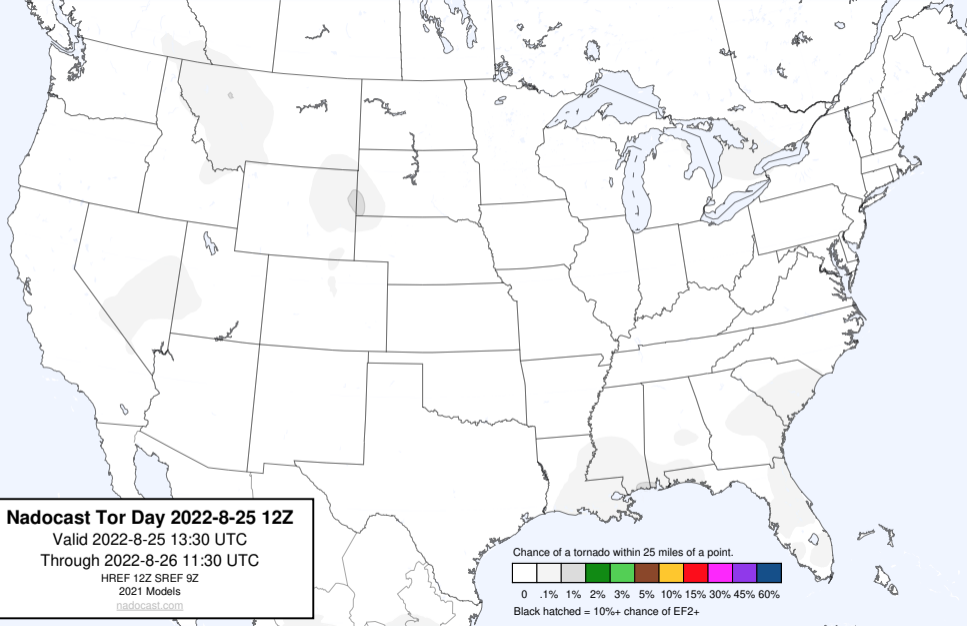 Nadocast Tor Day 2022-8-25 12Z
Valid 2022-8-25 13:30 UTC
Through 2022-8-26 11:30 UTC
HREF 12Z SREF 9Z
2021 Models
nadocast.com
Chance of a tornado within 25 miles of a point.
0 .1% 1% 2% 3% 5% 10% 15% 30% 45% 60%
Black hatched = 10%+ chance of EF2+